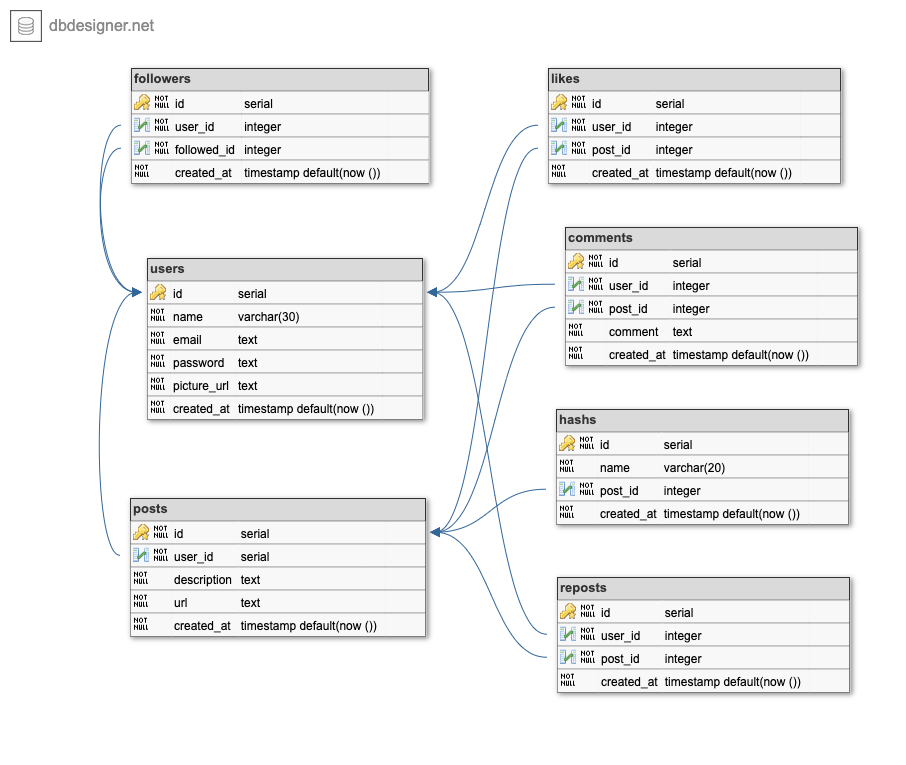 dbdesigner.net
followers
NOT NULL id serial
NOT NULL user_id integer
NOT NULL followed_id integer
NOT NULL created_at timestamp default(now ())
users
id serial
NOT NULL name varchar(30)
NOT NULL email text
NOT NULL password text
NOT NULL picture_url text
NOT NULL created_at timestamp default(now ())
posts
NOT NULL id serial
NOT NULL user_id serial
NOT NULL description text
NOT NULL url text
NOT NULL created_at timestamp default(now ())
likes
NOT NULL id serial
NOT NULL user_id integer
NOT NULL post_id integer
NOT NULL created_at timestamp default(now ())
comments
NOT NULL id serial
NOT NULL user_id integer
NOT NULL post_id integer
NOT NULL comment text
NOT NULL created_at timestamp default(now ())
hashs
NOT NULL id serial
NOT NULL name varchar(20)
NOT NULL post_id integer
NOT NULL created_at timestamp default(now ())
reposts
NOT NULL id serial
NOT NULL user_id integer
NOT NULL post_id integer
NOT NULL created_at timestamp default(now ())